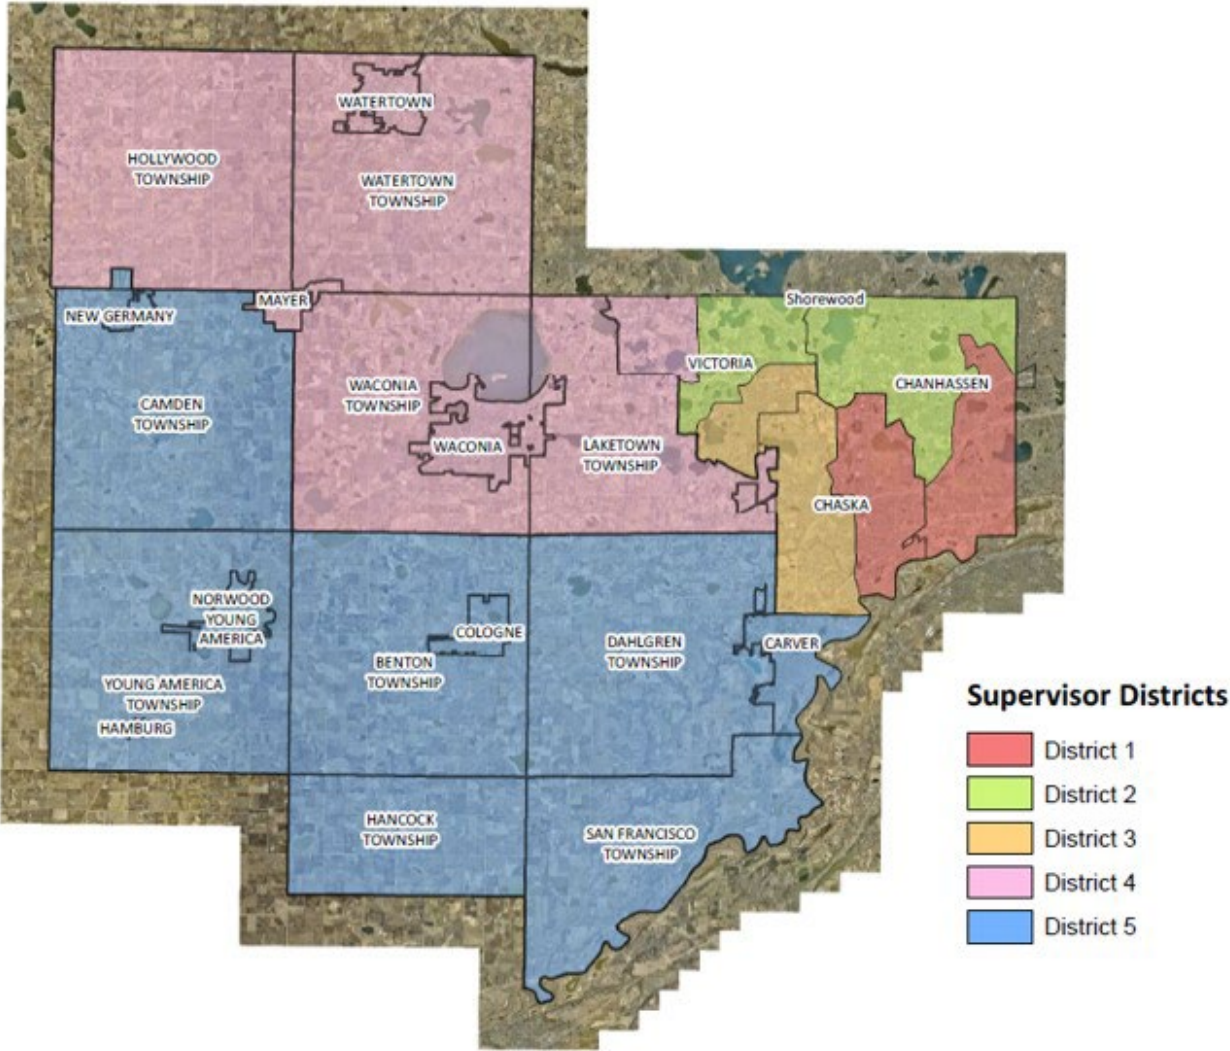 WATERTOWN
HOLLYWOOD
TOWNSHIP
WATERTOWN
TOWNSHIP
MAYER
NEW GERMANY
Shorewood
VICTORIA
CHANHASSEN
WACONIA
TOWNSHIP
CAMDEN
TOWNSHIP
WACONIA
LAKETOWN
TOWNSHIP
CHASKA
NORWOOD
YOUNG
AMERICA
COLOGNE
BENTON
TOWNSHIP
DAHLGREN
TOWNSHIP
CARVER
YOUNG AMERICA
TOWNSHIP
HAMBURG
HANCOCK
TOWNSHIP
SAN FRANCISCO
TOWNSHIP
Supervisor Districts
District 1
District 2
District 3
District 4
District 5